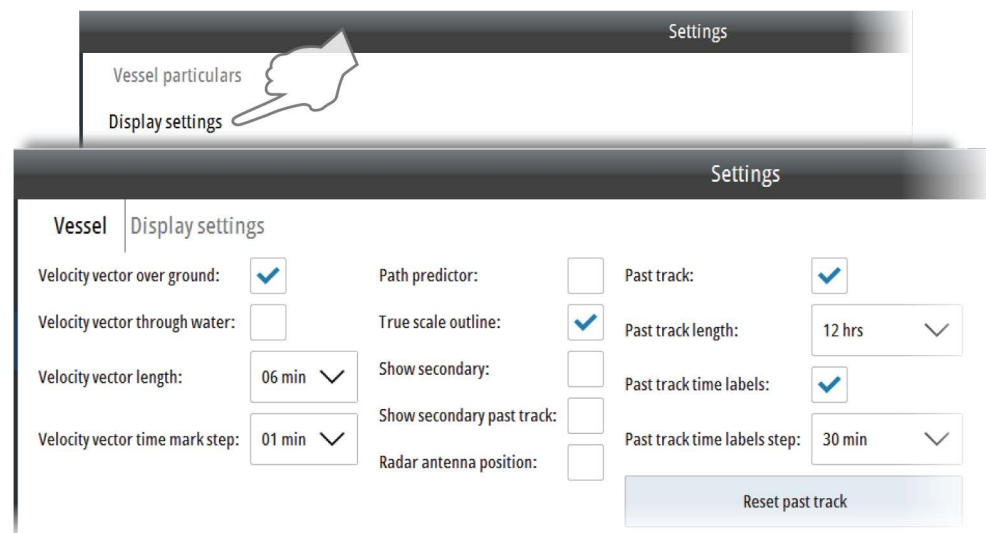 Settings
Vessel particulars
Display settings
Settings
Vessel Display settings
Velocity vector over ground:
Velocity vector through water:
Velocity vector length: 06 min
Velocity vector time mark step: 01 min
Path predictor:
True scale outline:
Show secondary:
Show secondary past track:
Radar antenna position:
Past track:
Past track length: 12 hrs
Past track time labels:
Past track time labels step: 30 min
Reset past track